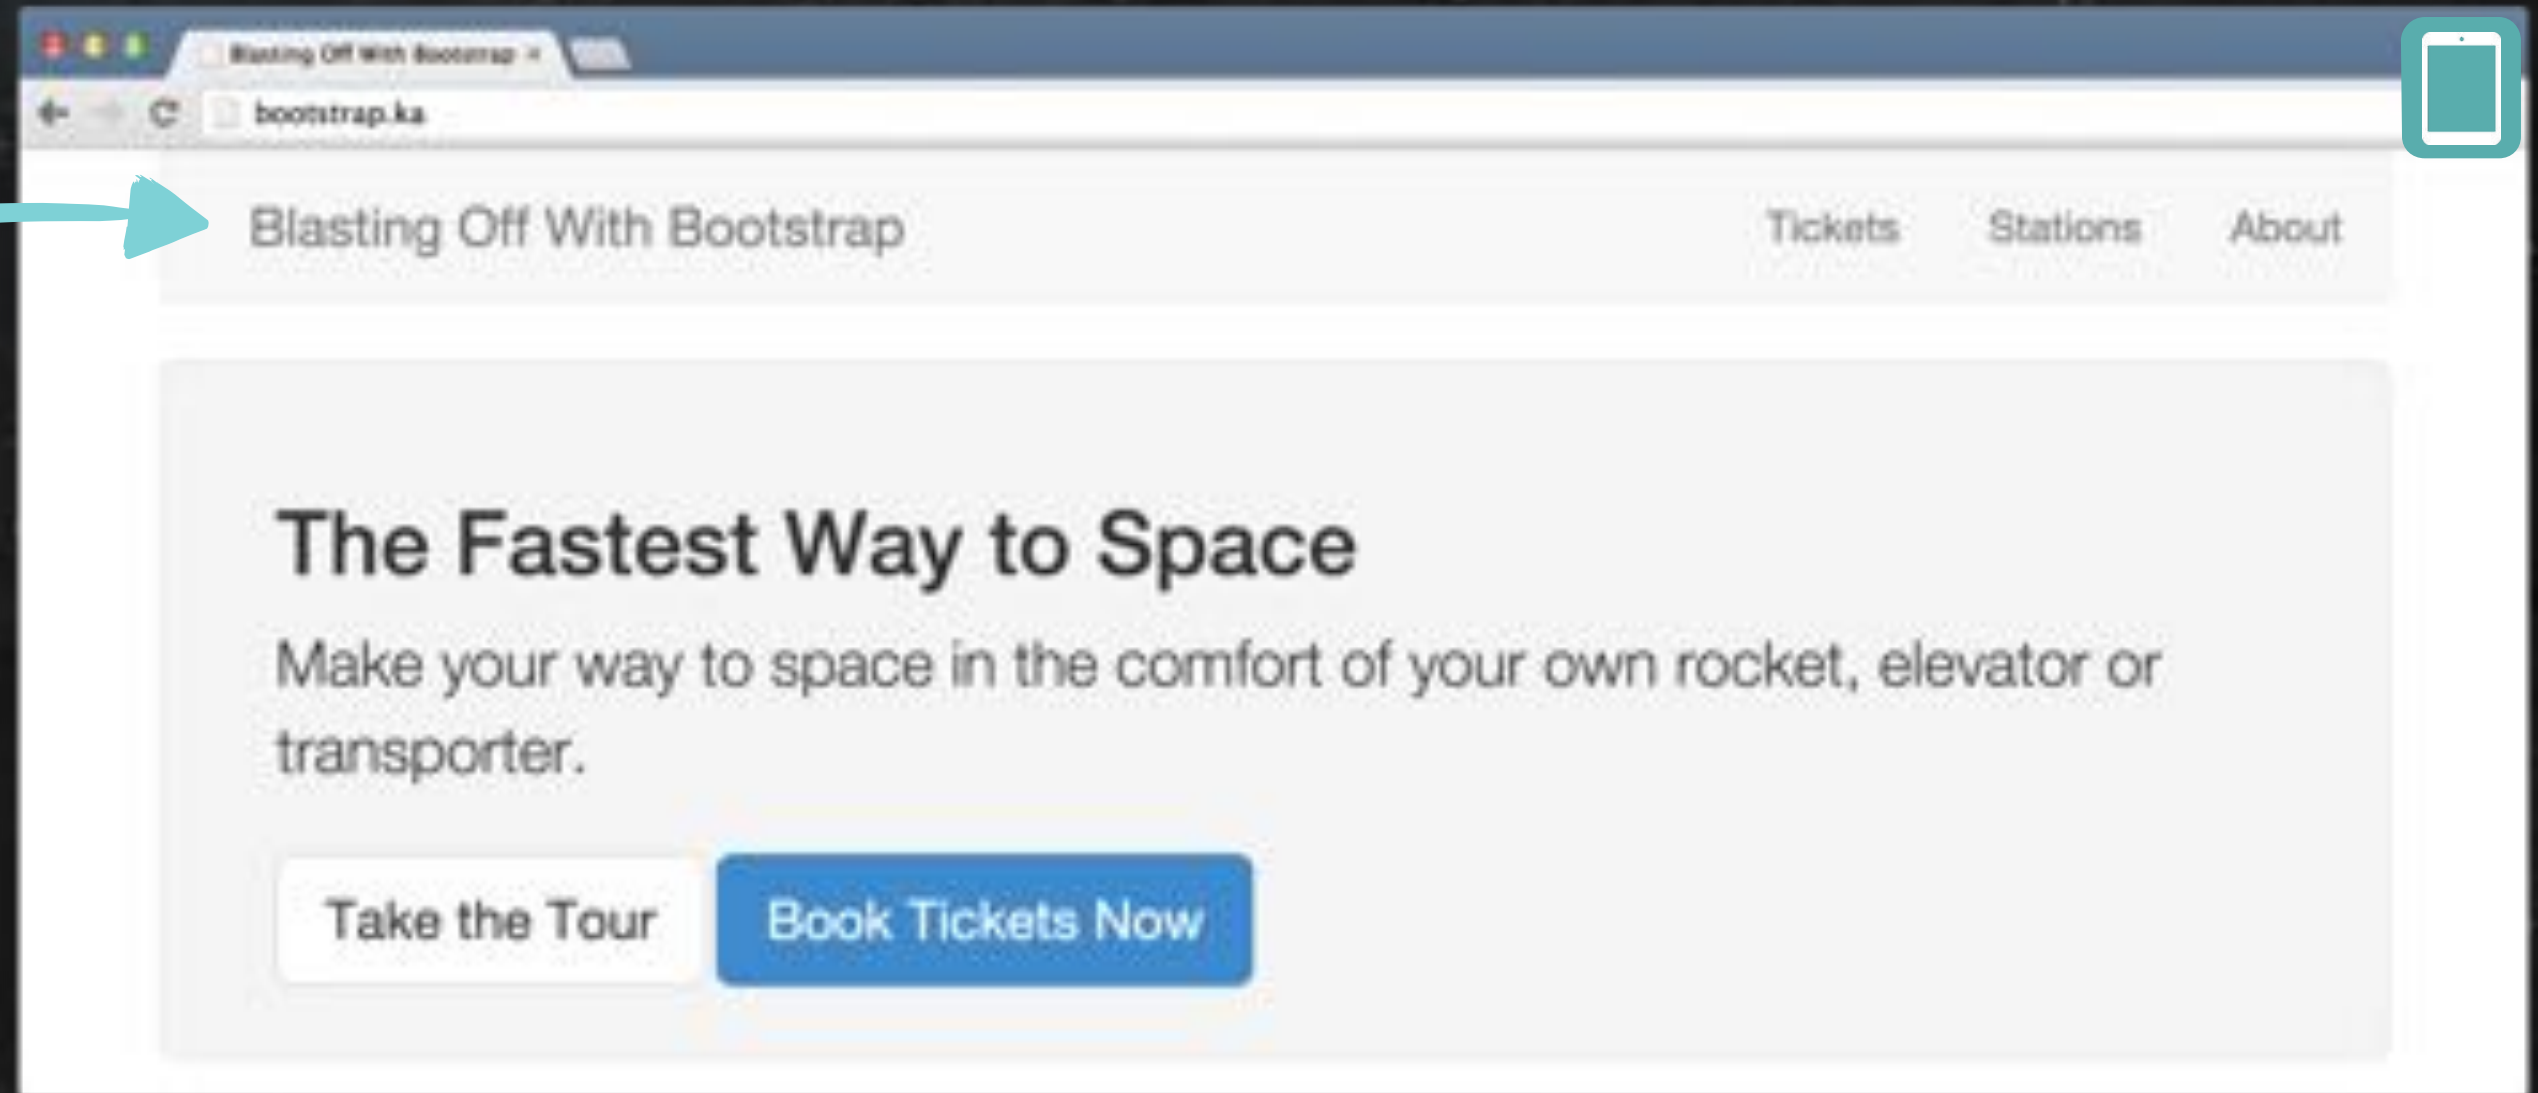 Blasting Off With Bootstrap ×
bootstrap.ka
Blasting Off With Bootstrap Tickets Stations About
The Fastest Way to Space
Make your way to space in the comfort of your own rocket, elevator or
transporter.
Take the Tour Book Tickets Now